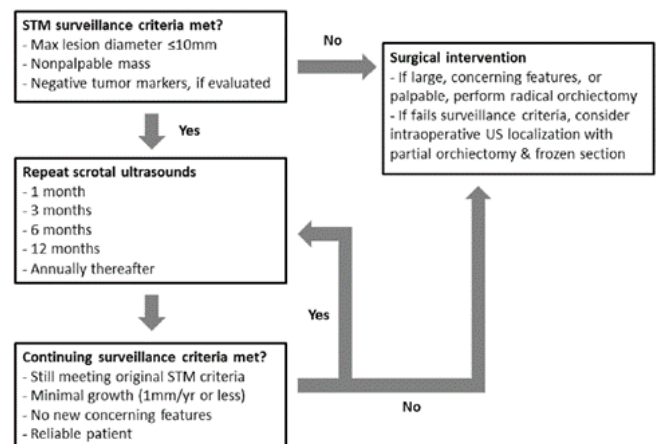 STM surveillance criteria met?
- Max lesion diameter ≤10mm
- Nonpalpable mass
- Negative tumor markers, if evaluated
No
Surgical intervention
- If large, concerning features, or
palpable, perform radical orchiectomy
- If fails surveillance criteria, consider
intraoperative US localization with
partial orchiectomy & frozen section
Yes
Repeat scrotal ultrasounds
- 1 month
- 3 months
- 6 months
- 12 months
- Annually thereafter
Yes
Continuing surveillance criteria met?
- Still meeting original STM criteria
- Minimal growth (1mm/yr or less)
- No new concerning features
- Reliable patient
No